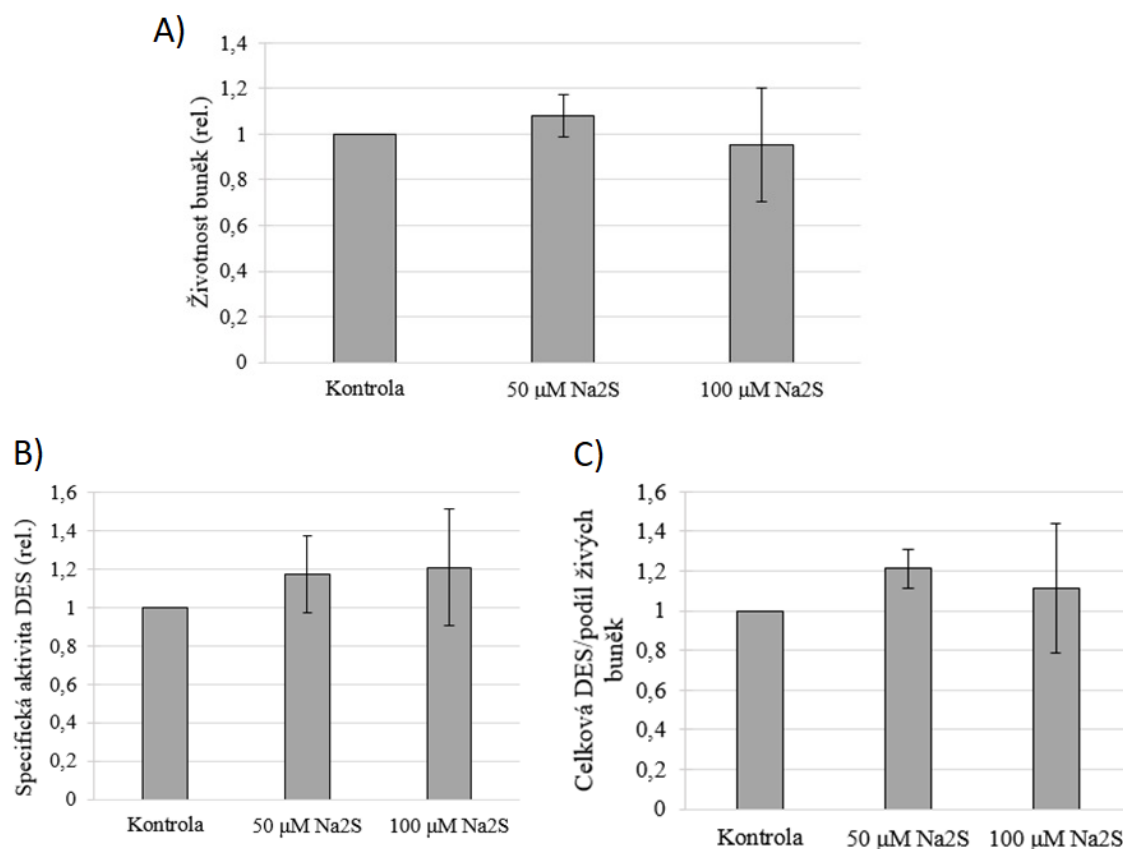 A)
Životnost buněk (rel.)
1,4
1,2
1
0,8
0,6
0,4
0,2
0
Kontrola
50 µM Na2S
100 µM Na2S
B)
Specifická aktivita DES (rel.)
1,6
1,4
1,2
1
0,8
0,6
0,4
0,2
0
Kontrola
50 µM Na2S
100 µM Na2S
C)
Celková DES/podíl živých
buněk
1,6
1,4
1,2
1
0,8
0,6
0,4
0,2
0
Kontrola
50 µM Na2S
100 µM Na2S